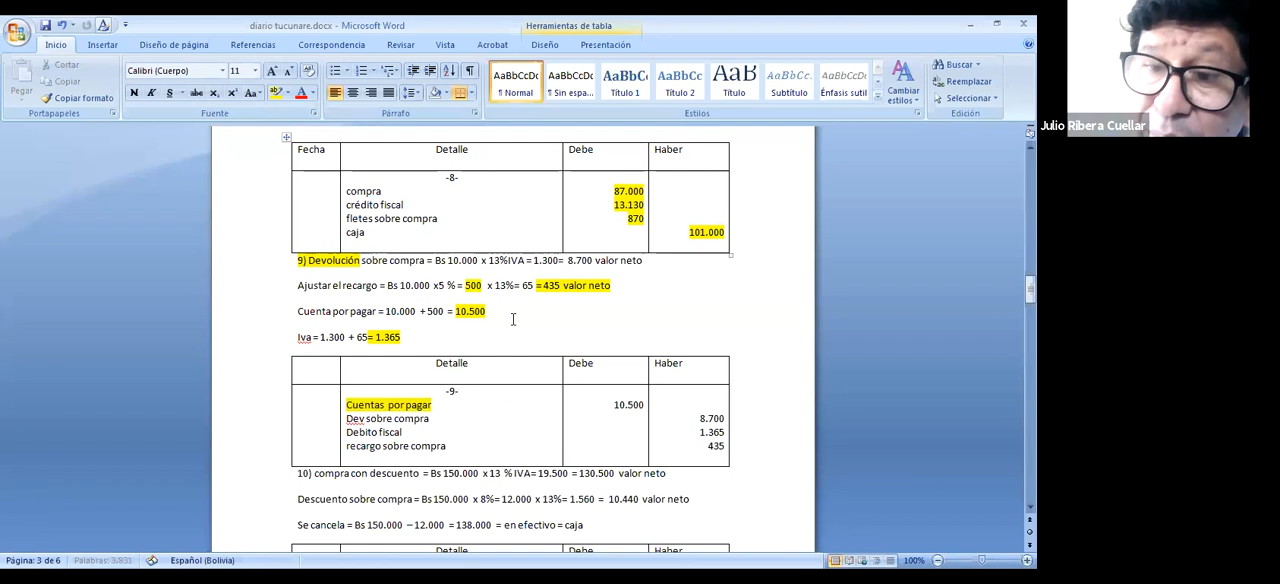 diario tucunare.docx - Microsoft Word
Herramientas de tabla
Inicio Insertar Diseño de página Referencias Correspondencia Revisar Vista Acrobat Diseño Presentación
Pegar
Cortar
Copiar
Copiar formato
Portapapeles
Calibri (Cuerpo) 11
Fuente
Párrafo
AaBbCcDc AaBbCcDc AaBbC AaBbCc AaB AaBbCc. AaBbCcDc
¶ Normal ¶ Sin espa... Título 1 Título 2 Título Subtítulo Énfasis sutil
Cambiar estilos
Estilos
Buscar
Reemplazar
Seleccionar
Edición
Julio Ribera Cuellar
Fecha Detalle Debe Haber
-8-
compra 87.000
crédito fiscal 13.130
fletes sobre compra 870
caja 101.000
9) Devolución sobre compra = Bs 10.000 x 13%IVA = 1.300= 8.700 valor neto
Ajustar el recargo = Bs 10.000 x5 % = 500 x 13%= 65 = 435 valor neto
Cuenta por pagar = 10.000 + 500 = 10.500
Iva = 1.300 + 65= 1.365
Detalle Debe Haber
-9-
Cuentas por pagar 10.500
Dev sobre compra 8.700
Debito fiscal 1.365
recargo sobre compra 435
10) compra con descuento = Bs 150.000 x 13 % IVA= 19.500 = 130.500 valor neto
Descuento sobre compra = Bs 150.000 x 8%= 12.000 x 13%= 1.560 = 10.440 valor neto
Se cancela = Bs 150.000 – 12.000 = 138.000 = en efectivo = caja
Detalle Debe Haber
Página: 3 de 6 Palabras: 3.831 Español (Bolivia) 100%